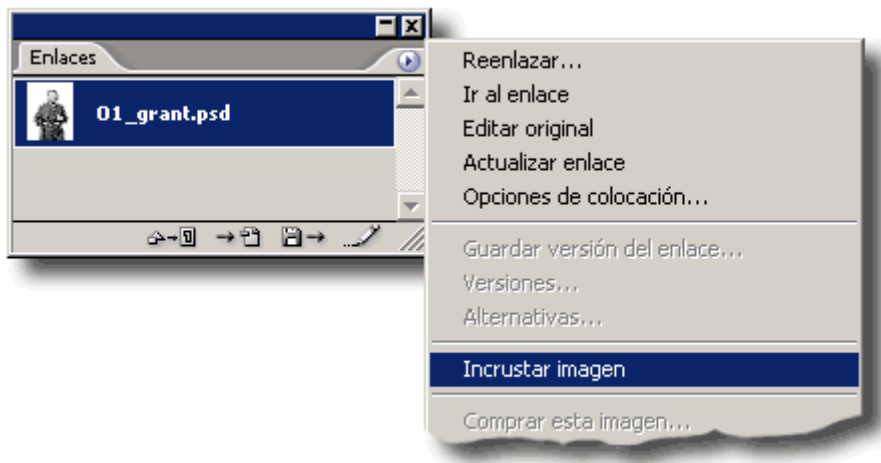 Enlaces
01_grant.psd
Reenlazar...
Ir al enlace
Editar original
Actualizar enlace
Opciones de colocación...
Guardar versión del enlace...
Versiones...
Alternativas...
Incrustar imagen
Comprar esta imagen...